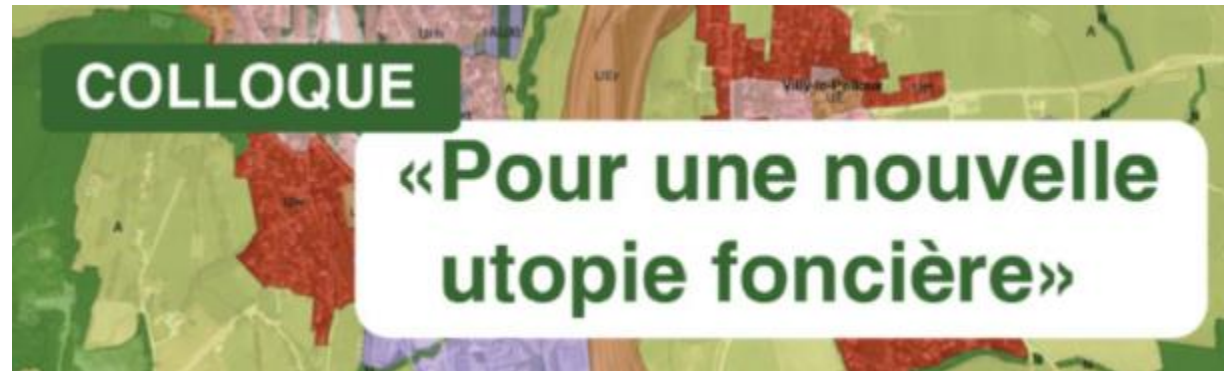 COLLOQUE
«Pour une nouvelle
utopie foncière»
A
A
A